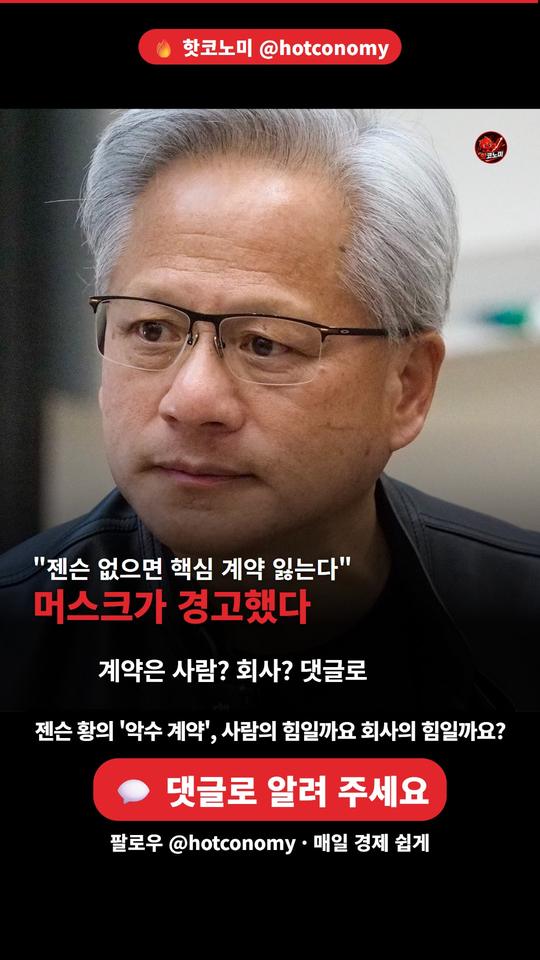 핫코노미 @hotconomy
코노미
"젠슨 없으면 핵심 계약 잃는다"
머스크가 경고했다
계약은 사람? 회사? 댓글로
젠슨 황의 '악수 계약', 사람의 힘일까요 회사의 힘일까요?
댓글로 알려 주세요
팔로우 @hotconomy · 매일 경제 쉽게